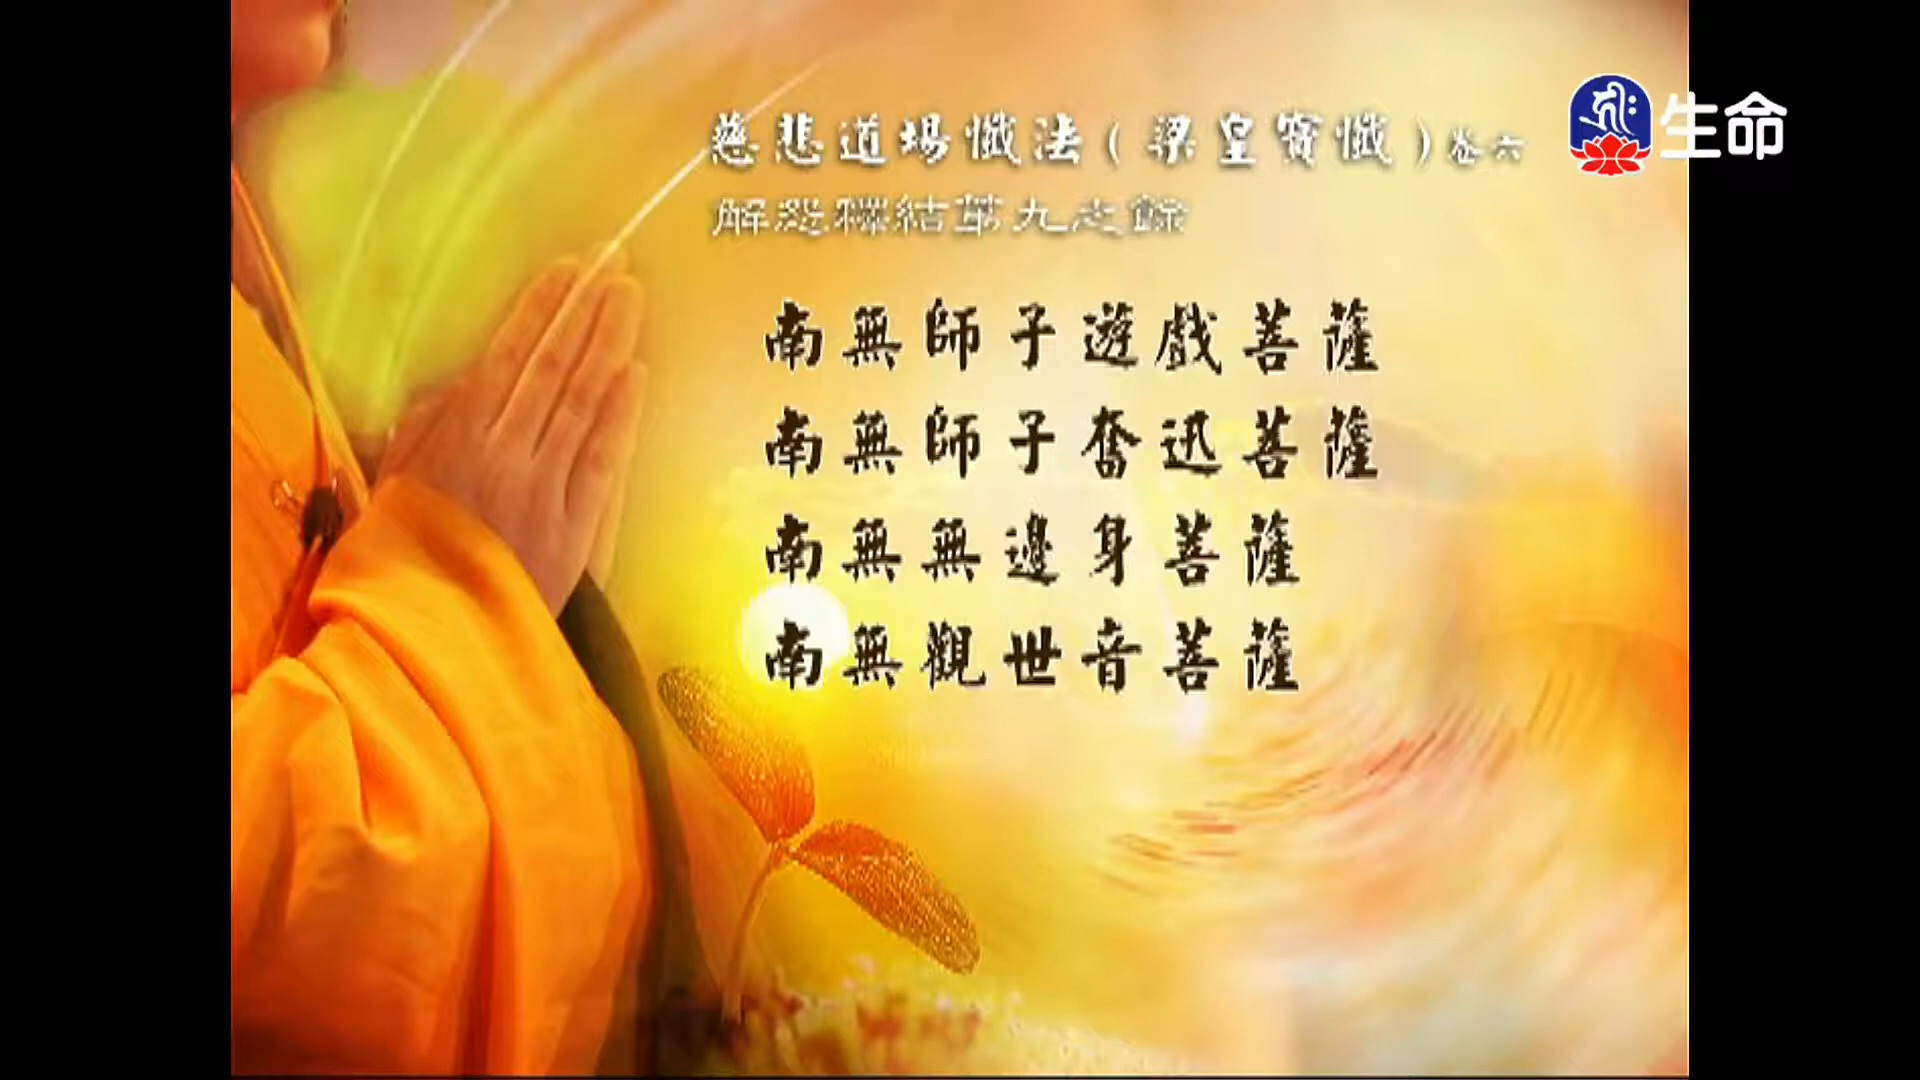 慈悲道場懺法(梁皇寶懺)卷六
解冤釋結第九之餘
南無師子遊戲菩薩
南無師子奮迅菩薩
南無無邊身菩薩
南無觀世音菩薩
生命